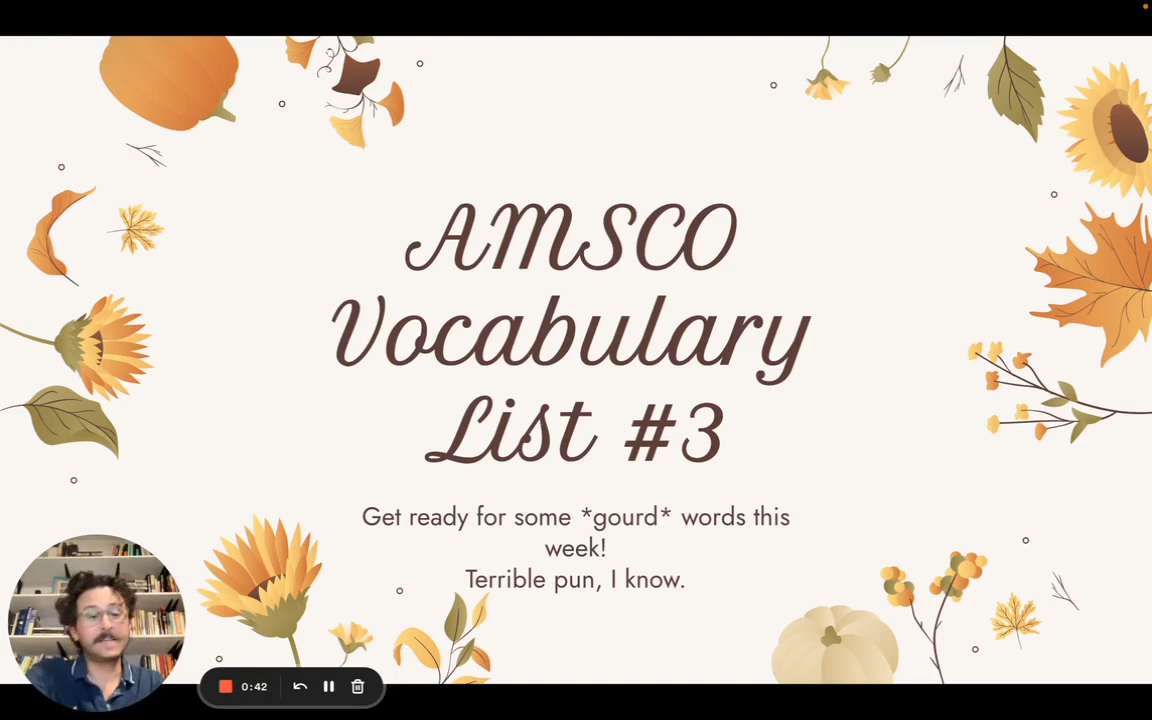 AMSCO
Vocabulary
List #3
Get ready for some *gourd* words this
week!
Terrible pun, I know.
0:42